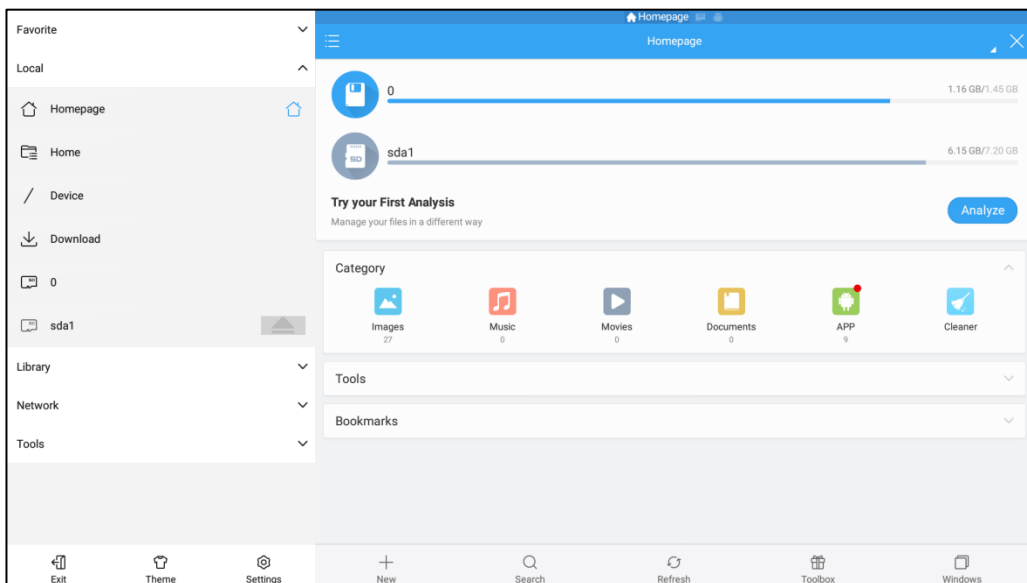 Favorite
Local
Homepage
Home
Device
Download
0
sda1
Library
Network
Tools
Exit
Theme
Settings
Homepage
Homepage
0
1.16 GB/1.45 GB
SD
sda1
6.15 GB/7.20 GB
Try your First Analysis
Manage your files in a different way
Analyze
Category
Images
27
Music
0
Movies
0
Documents
0
APP
9
Cleaner
Tools
Bookmarks
New
Search
Refresh
Toolbox
Windows